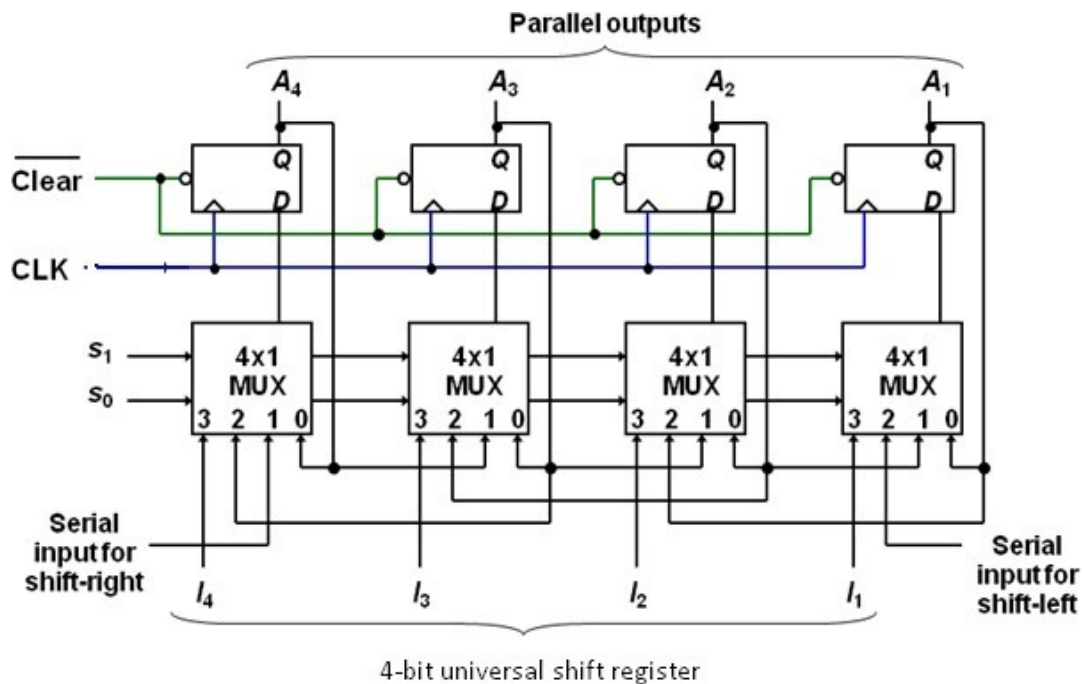 Parallel outputs
A₄ A₃ A₂ A₁
Q Q Q Q
Clear
D D D D
CLK
s₁ 4x1 4x1 4x1 4x1
MUX MUX MUX MUX
s₀
3 2 1 0 3 2 1 0 3 2 1 0 3 2 1 0
Serial
input for
shift-right
Serial
input for
shift-left
I₄ I₃ I₂ I₁
4-bit universal shift register